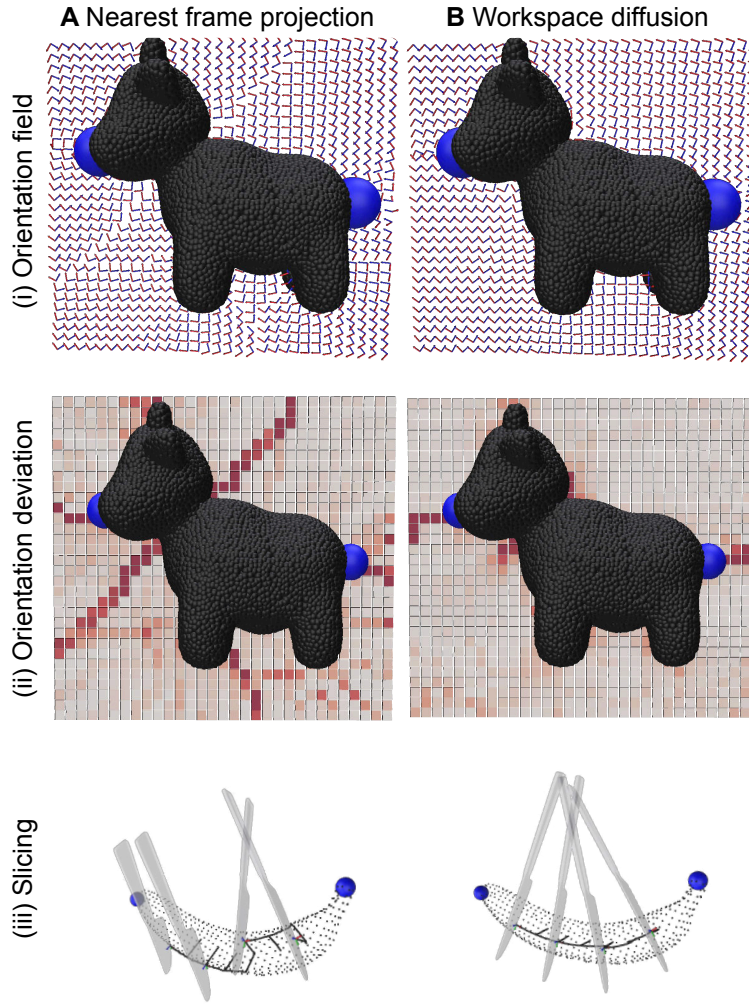 A Nearest frame projection
B Workspace diffusion
(i) Orientation field
(ii) Orientation deviation
(iii) Slicing